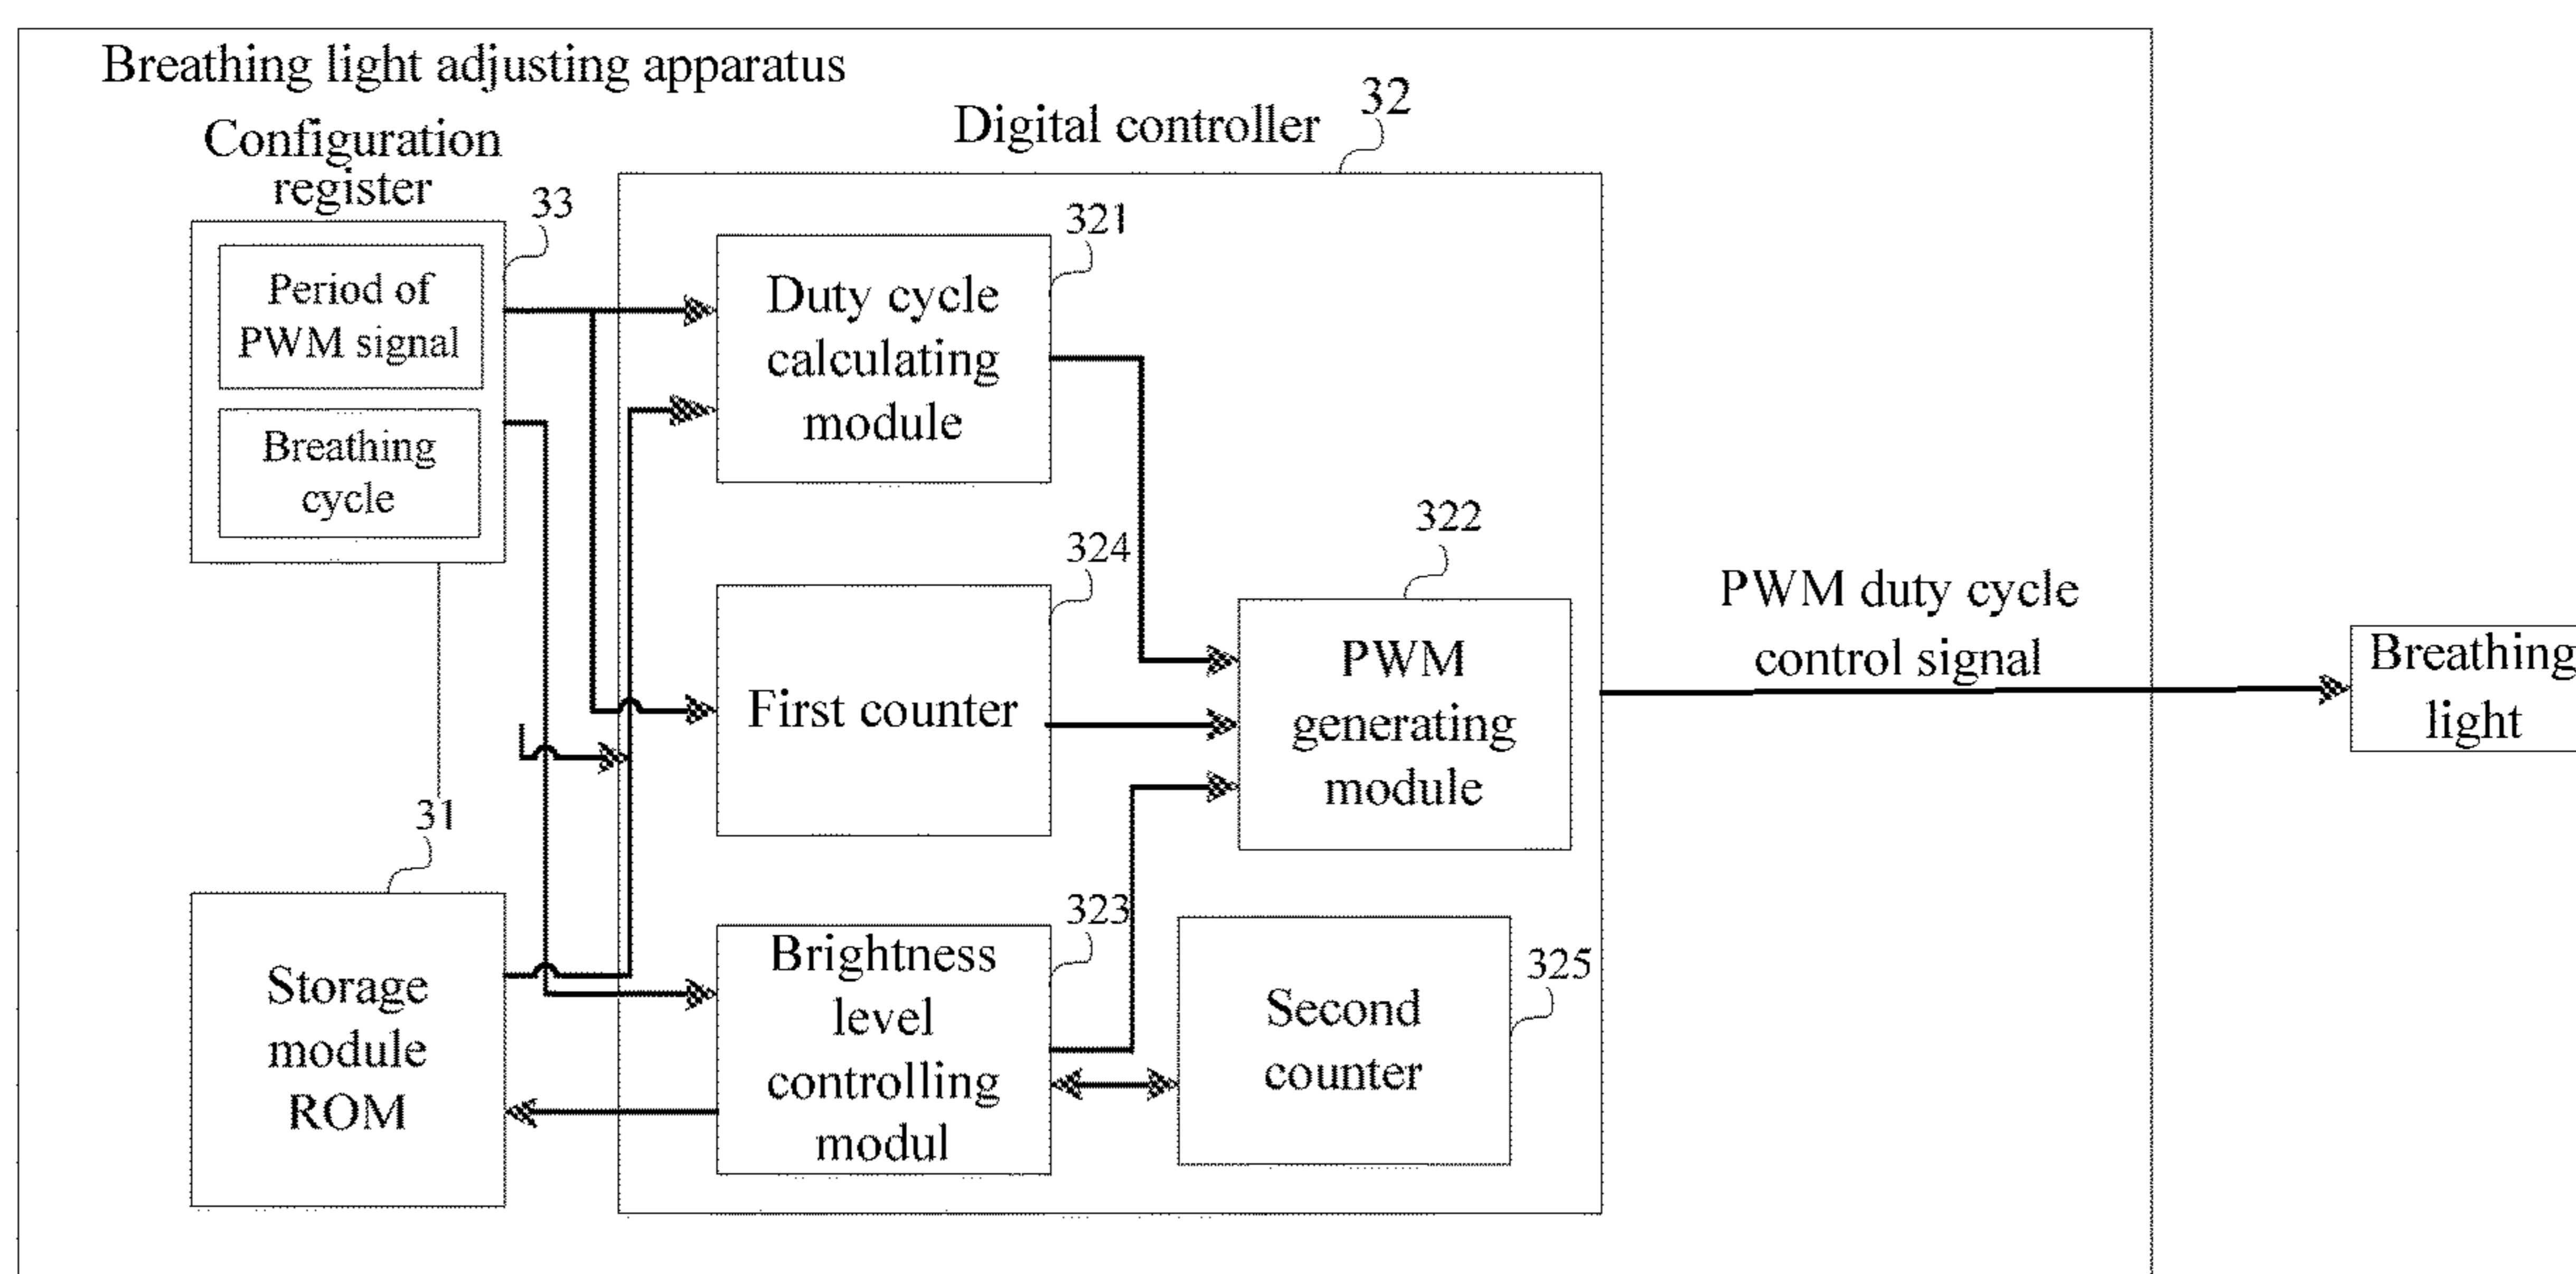 Breathing light adjusting apparatus
Configuration
register
33
Period of
PWM signal
Breathing
cycle
Digital controller
32
321
Duty cycle
calculating
module
324
First counter
322
PWM
generating
module
PWM duty cycle
control signal
Breathing
light
31
Storage
module
ROM
323
Brightness
level
controlling
modul
325
Second
counter